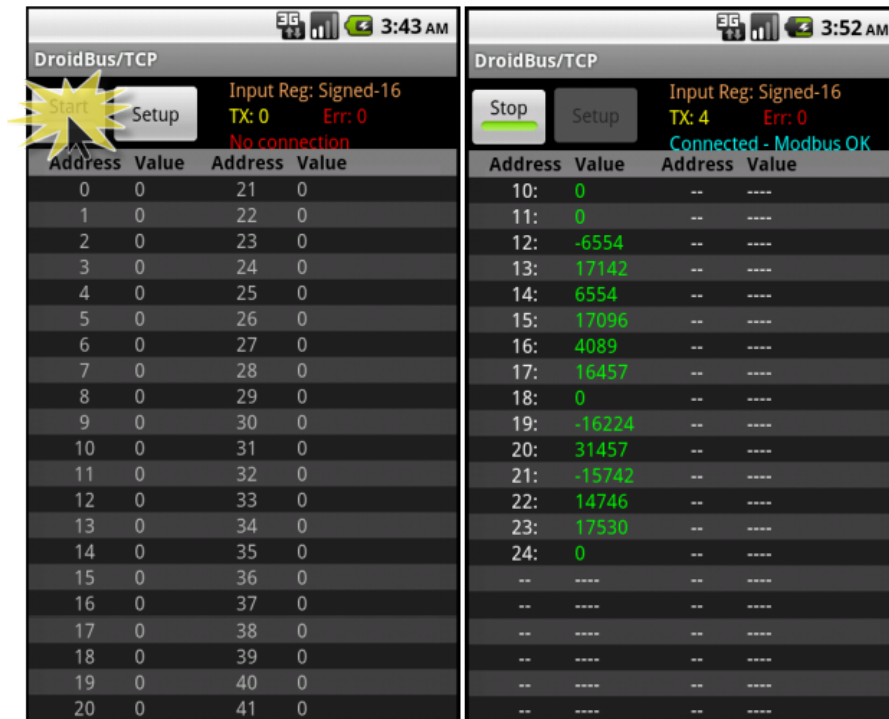 3G 3:43 AM
DroidBus/TCP
Start Setup Input Reg: Signed-16
TX: 0 Err: 0
No connection
Address Value Address Value
0 0 21 0
1 0 22 0
2 0 23 0
3 0 24 0
4 0 25 0
5 0 26 0
6 0 27 0
7 0 28 0
8 0 29 0
9 0 30 0
10 0 31 0
11 0 32 0
12 0 33 0
13 0 34 0
14 0 35 0
15 0 36 0
16 0 37 0
17 0 38 0
18 0 39 0
19 0 40 0
20 0 41 0
3G 3:52 AM
DroidBus/TCP
Stop Setup Input Reg: Signed-16
TX: 4 Err: 0
Connected - Modbus OK
Address Value Address Value
10: 0 -- ----
11: 0 -- ----
12: -6554 -- ----
13: 17142 -- ----
14: 6554 -- ----
15: 17096 -- ----
16: 4089 -- ----
17: 16457 -- ----
18: 0 -- ----
19: -16224 -- ----
20: 31457 -- ----
21: -15742 -- ----
22: 14746 -- ----
23: 17530 -- ----
24: 0 -- ----
-- ---- -- ----
-- ---- -- ----
-- ---- -- ----
-- ---- -- ----
-- ---- -- ----
-- ---- -- ----